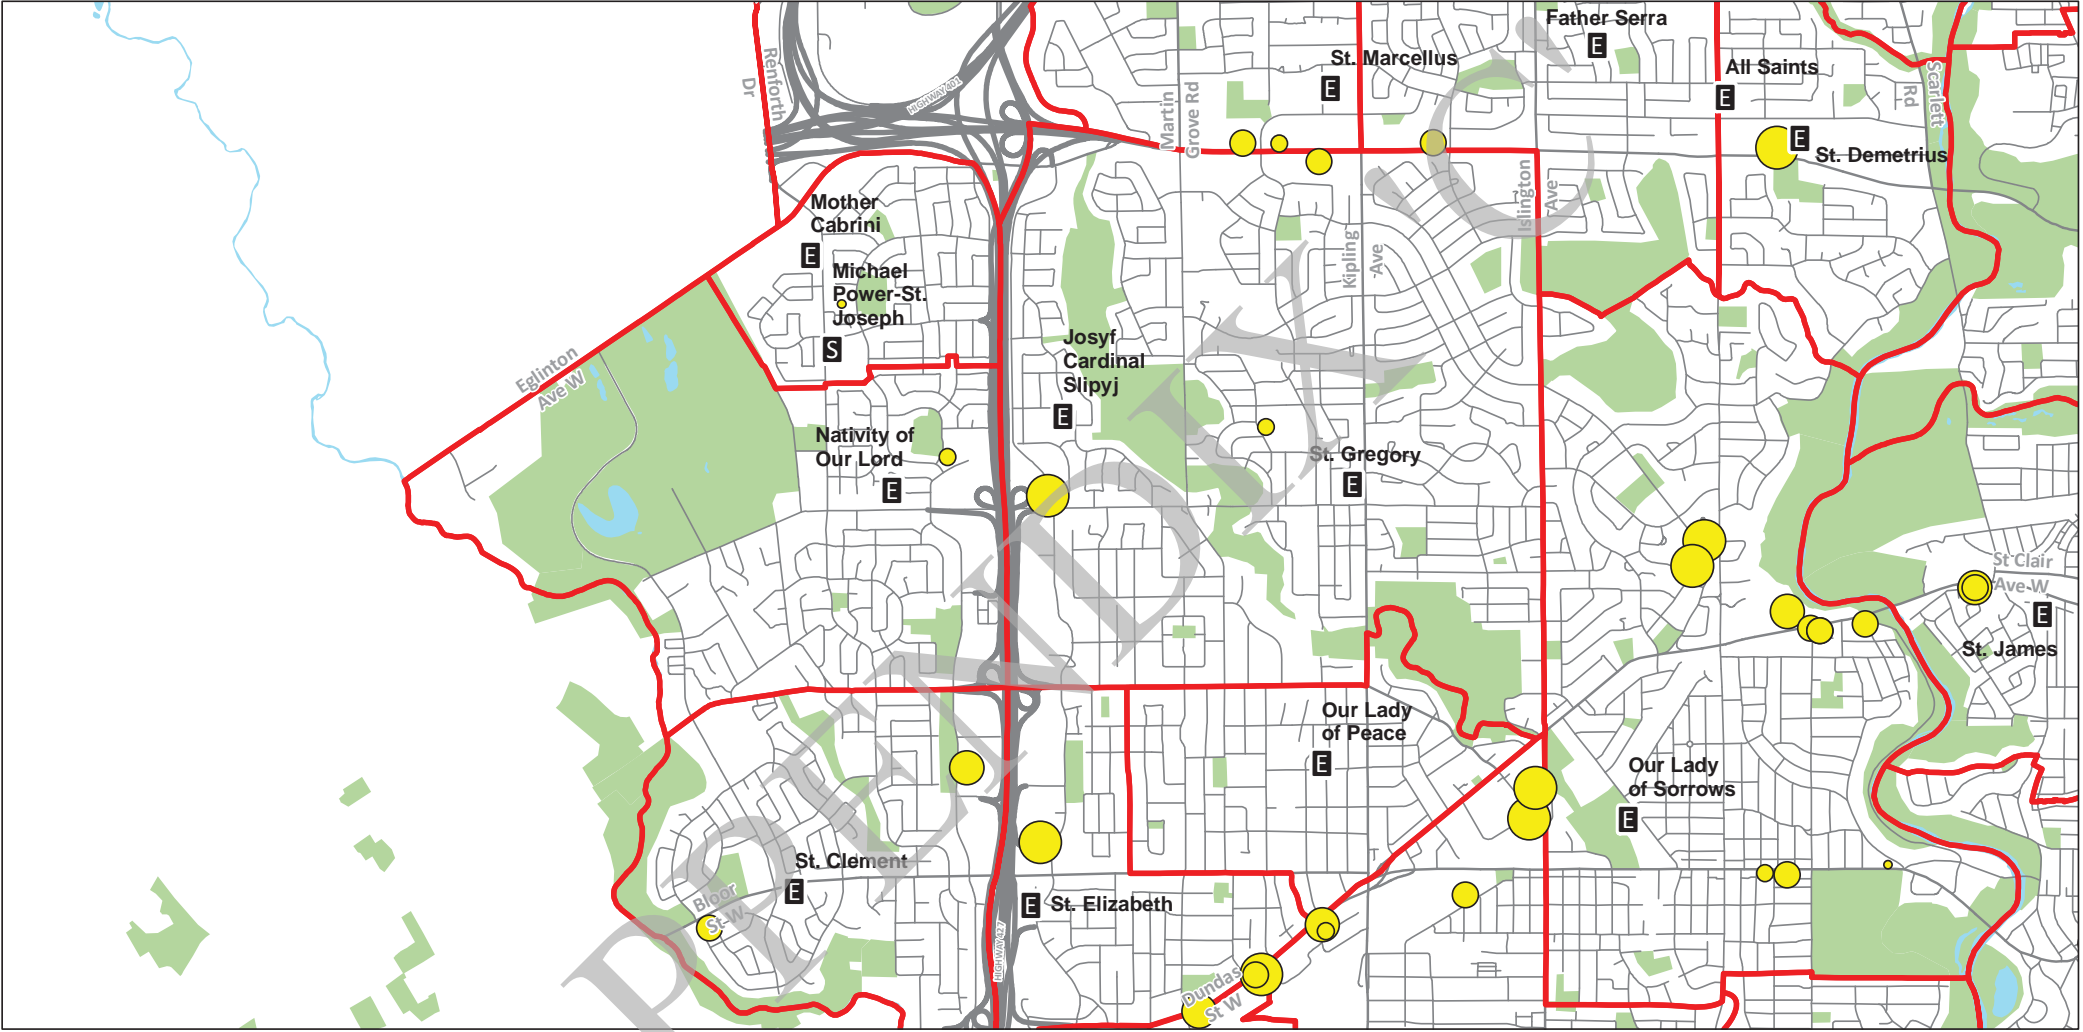 Father Serra
E
St. Marcellus
E
All Saints
E
E
St. Demetrius
Renforth
Dr
HIGHWAY 401
Martin
Grove Rd
Scarlett
Rd
Islington
Ave
Kipling
Ave
Mother
Cabrini
E
Michael
Power-St.
Joseph
S
Josyf
Cardinal
Slipyj
E
Eglinton
Ave W
Nativity of
Our Lord
E
St. Gregory
E
St Clair
Ave W
E
St. James
Our Lady
of Peace
E
Our Lady
of Sorrows
E
St. Clement
E
Bloor
St W
E
St. Elizabeth
HIGHWAY 427
Dundas
St W
PPENDIX 'C'